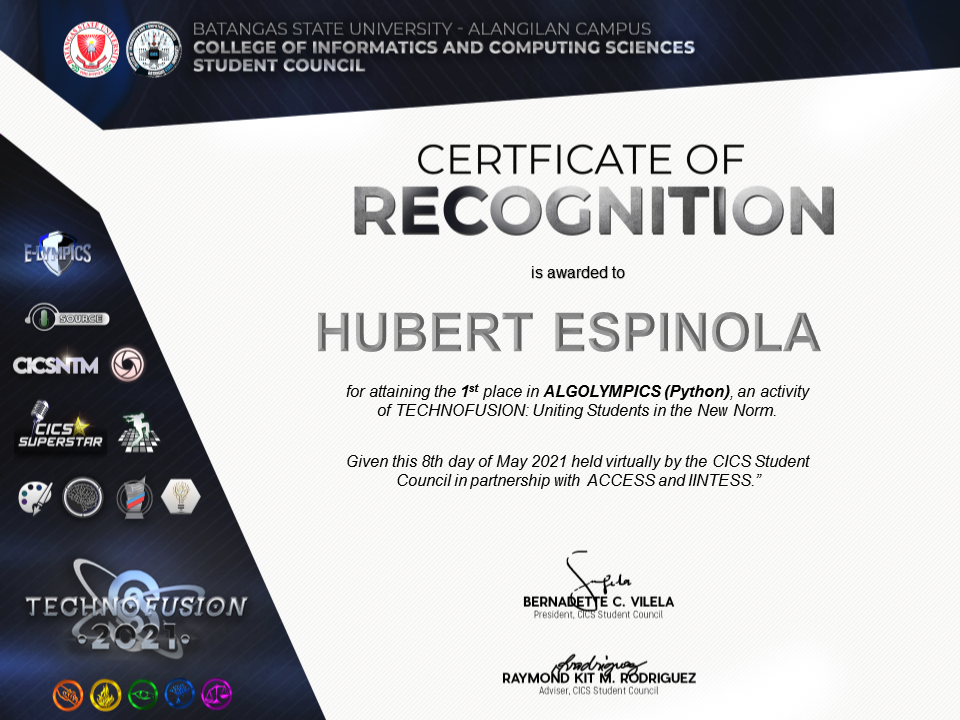 BATANGAS STATE UNIVERSITY - ALANGILAN CAMPUS
COLLEGE OF INFORMATICS AND COMPUTING SCIENCES
STUDENT COUNCIL
CERTFICATE OF
RECOGNITION
is awarded to
HUBERT ESPINOLA
for attaining the 1st place in ALGOLYMPICS (Python), an activity
of TECHNOFUSION: Uniting Students in the New Norm.
Given this 8th day of May 2021 held virtually by the CICS Student
Council in partnership with ACCESS and IINTESS.”
BERNADETTE C. VILELA
President, CICS Student Council
RAYMOND KIT M. RODRIGUEZ
Adviser, CICS Student Council
E-LYMPICS
SOURCE
CICSNTM
CICS
SUPERSTAR
TECHNOFUSION
•2021•